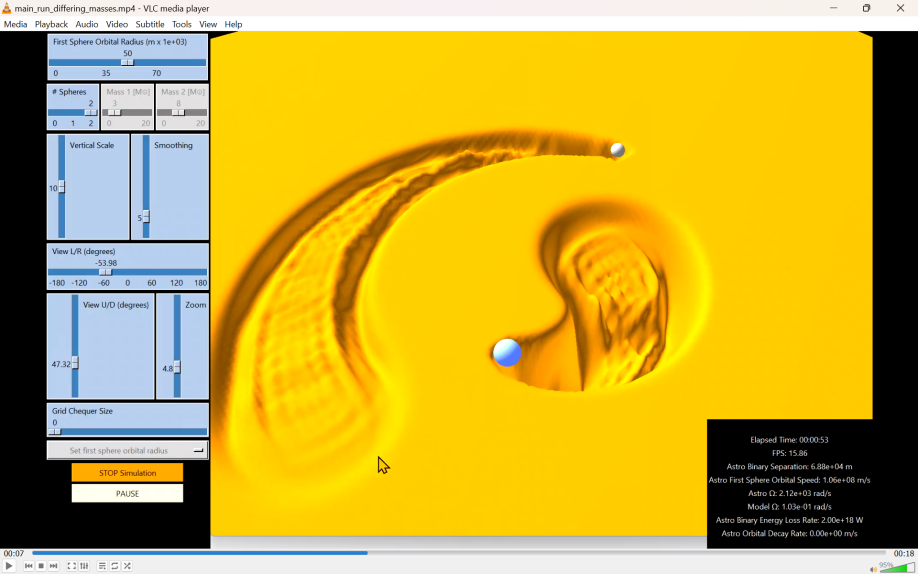 main_run_differing_masses.mp4 - VLC media player
Media Playback Audio Video Subtitle Tools View Help
First Sphere Orbital Radius (m x 1e+03)
50
0 35 70
# Spheres
2
0 1 2
Mass 1 [M☉]
3
0 20
Mass 2 [M☉]
8
0 20
Vertical Scale
10
Smoothing
5
View L/R (degrees)
-53.98
-180 -120 -60 0 60 120 180
View U/D (degrees)
47.32
Zoom
4.8
Grid Chequer Size
0
Set first sphere orbital radius
STOP Simulation
PAUSE
Elapsed Time: 00:00:53
FPS: 15.86
Astro Binary Separation: 6.88e+04 m
Astro First Sphere Orbital Speed: 1.06e+08 m/s
Astro Ω: 2.12e+03 rad/s
Model Ω: 1.03e-01 rad/s
Astro Binary Energy Loss Rate: 2.00e+18 W
Astro Orbital Decay Rate: 0.00e+00 m/s
00:07 00:18
95%